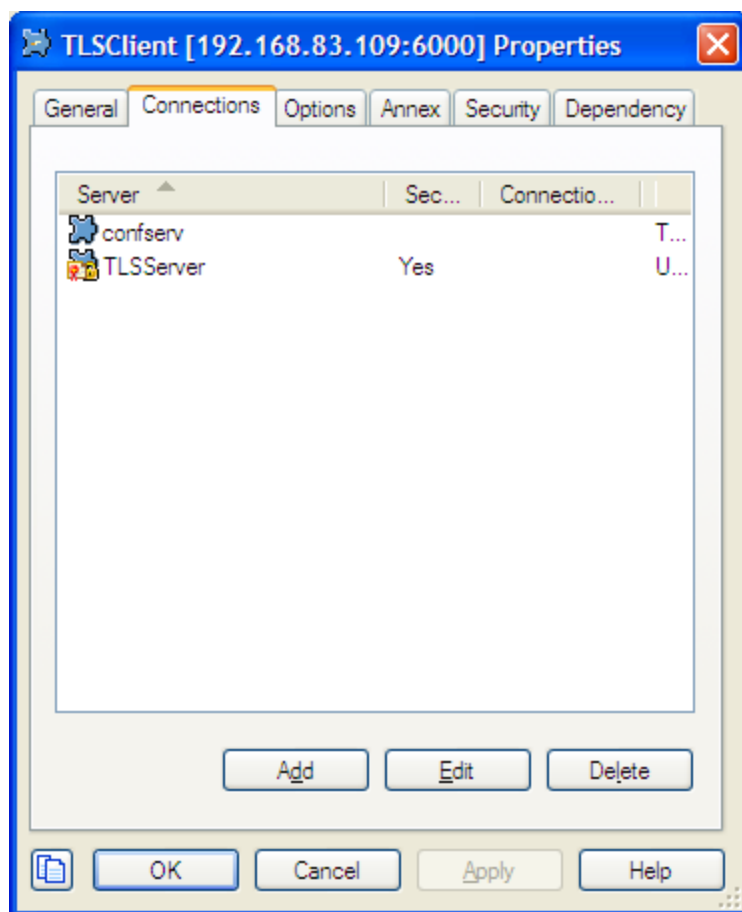 TLSClient [192.168.83.109:6000] Properties
General Connections Options Annex Security Dependency
Server Sec... Connectio...
confserv T...
TLSServer Yes U...
Add Edit Delete
OK Cancel Apply Help